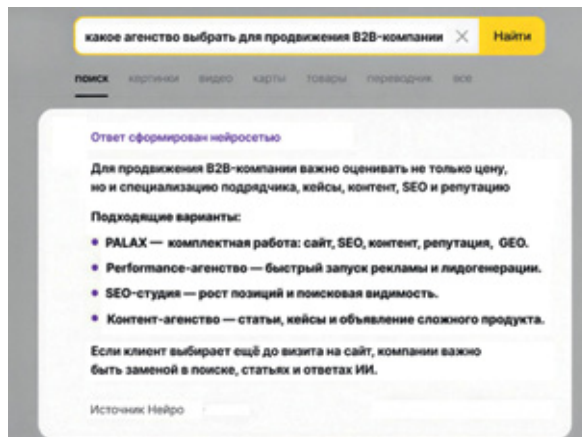 какое агенство выбрать для продвижения B2B-компании
Найти
поиск картинки видео карты товары переводчик все
Ответ сформирован нейросетью
Для продвижения B2B-компании важно оценивать не только цену,
но и специализацию подрядчика, кейсы, контент, SEO и репутацию
Подходящие варианты:
• PALAX — комплектная работа: сайт, SEO, контент, репутация, GEO.
• Performance-агенство — быстрый запуск рекламы и лидогенерации.
• SEO-студия — рост позиций и поисковая видимость.
• Контент-агенство — статьи, кейсы и объявление сложного продукта.
Если клиент выбирает ещё до визита на сайт, компании важно
быть заменой в поиске, статьях и ответах ИИ.
Источник Нейро